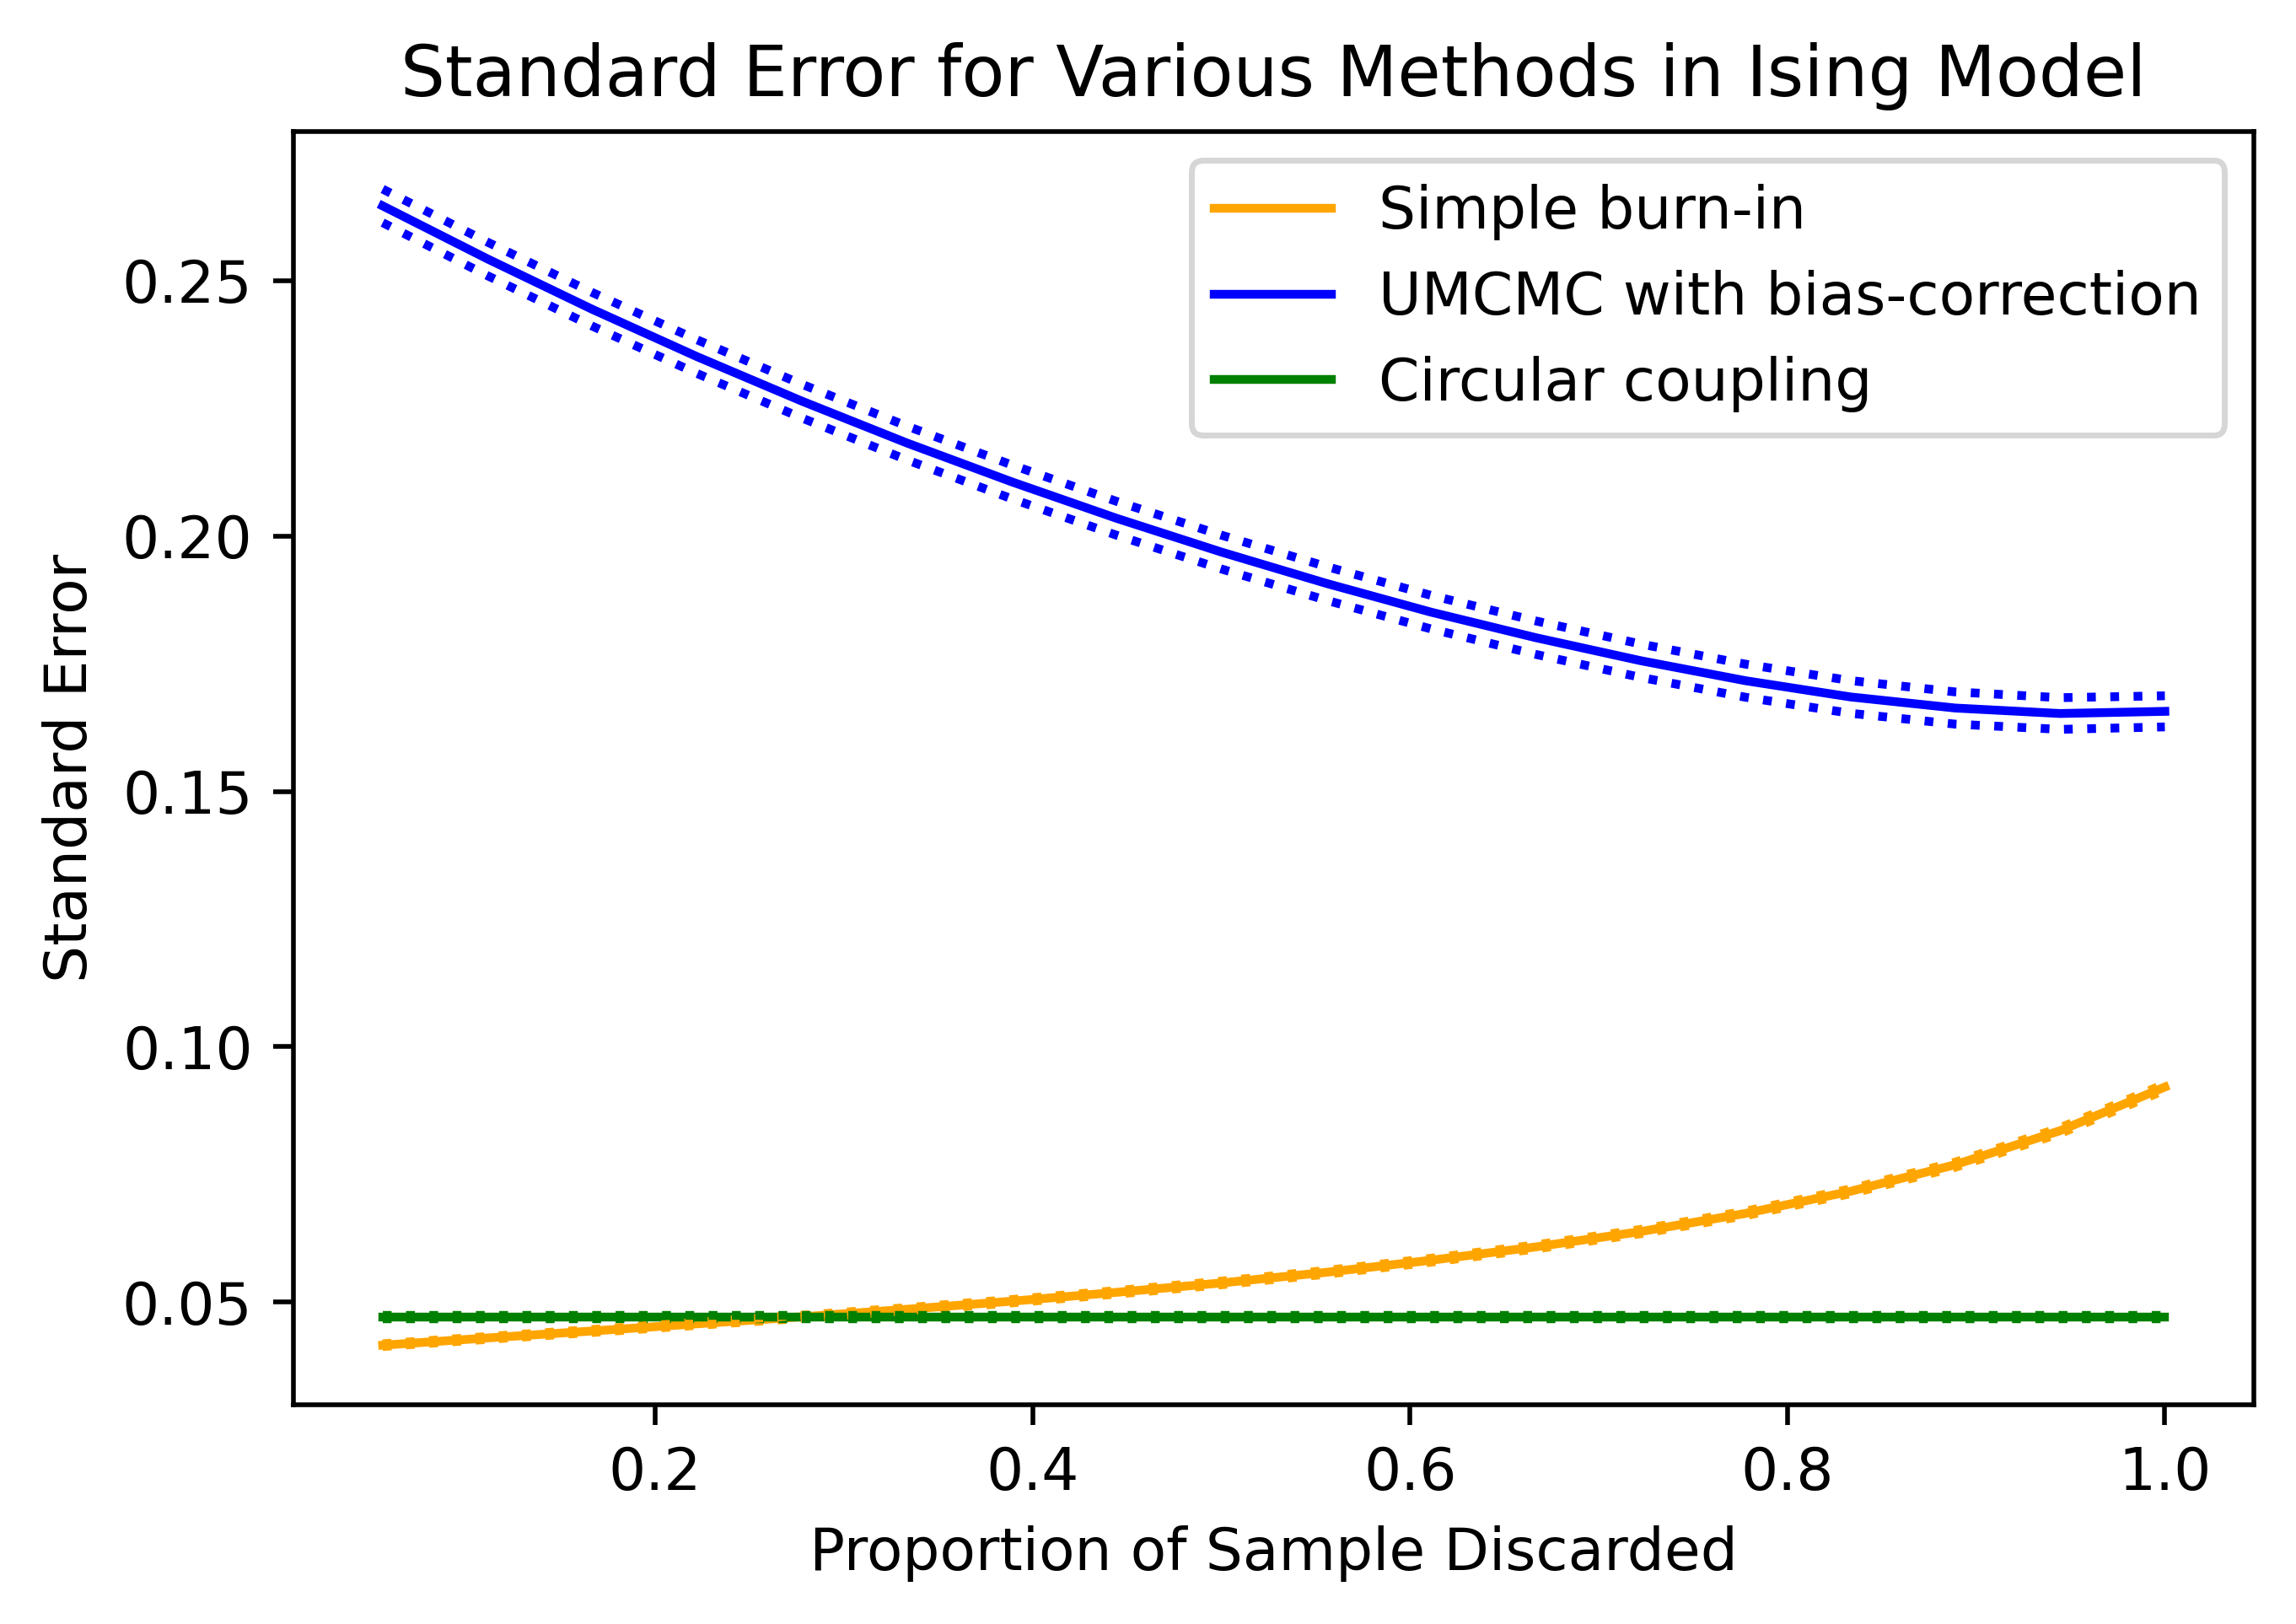 Standard Error for Various Methods in Ising Model
Simple burn-in
UMCMC with bias-correction
Circular coupling
Standard Error
0.25
0.20
0.15
0.10
0.05
0.2 0.4 0.6 0.8 1.0
Proportion of Sample Discarded